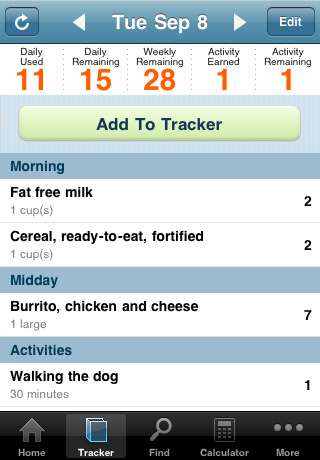 Tue Sep 8
Edit
Daily Used
Daily Remaining
Weekly Remaining
Activity Earned
Activity Remaining
11
15
28
1
1
Add To Tracker
Morning
Fat free milk
2
1 cup(s)
Cereal, ready-to-eat, fortified
2
1 cup(s)
Midday
Burrito, chicken and cheese
7
1 large
Activities
Walking the dog
1
30 minutes
Home
Tracker
Find
Calculator
More